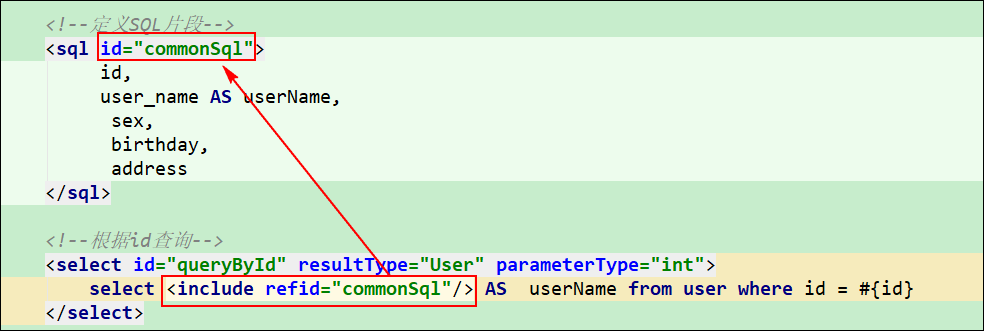 <!--定义SQL片段-->
<sql id="commonSql">
id,
user_name AS userName,
sex,
birthday,
address
</sql>
<!--根据id查询-->
<select id="queryById" resultType="User" parameterType="int">
select <include refid="commonSql"/> AS  userName from user where id = #{id}
</select>